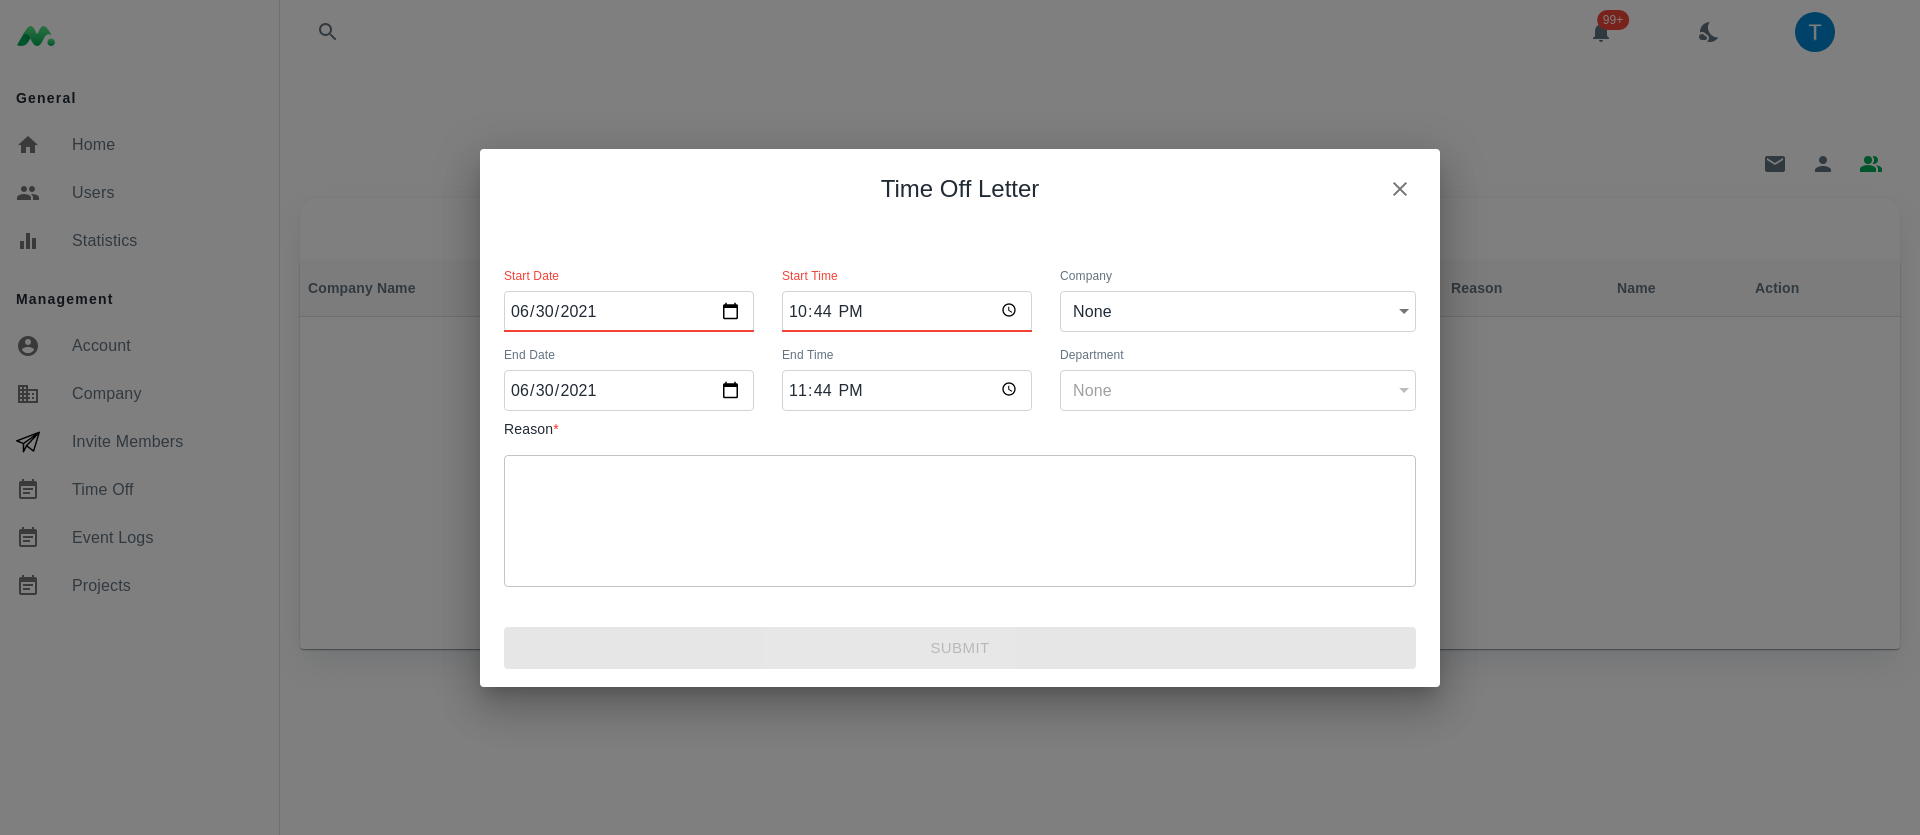 99+
T
General
Home
Users
Statistics
Management
Account
Company
Invite Members
Time Off
Event Logs
Projects
Company Name
Reason
Name
Action
Time Off Letter
Start Date
Start Time
Company
06/30/2021
10:44 PM
None
End Date
End Time
Department
06/30/2021
11:44 PM
None
Reason*
SUBMIT